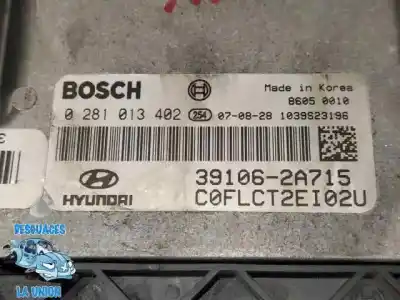 BOSCH
Made in Korea
8605 0010
0 281 013 402 254 07-08-28 1039S23196
39106-2A715
HYUNDAI C0FLCT2EI02U
DESGUACES
LA UNION